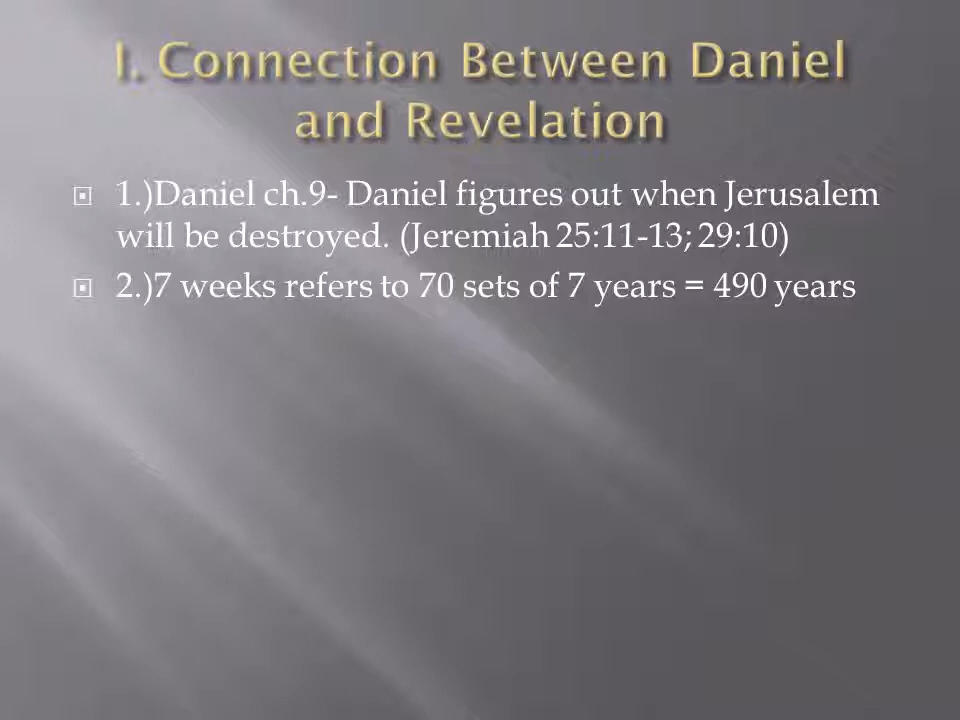 I. Connection Between Daniel
and Revelation
1.)Daniel ch.9- Daniel figures out when Jerusalem
will be destroyed. (Jeremiah 25:11-13; 29:10)
2.)7 weeks refers to 70 sets of 7 years = 490 years